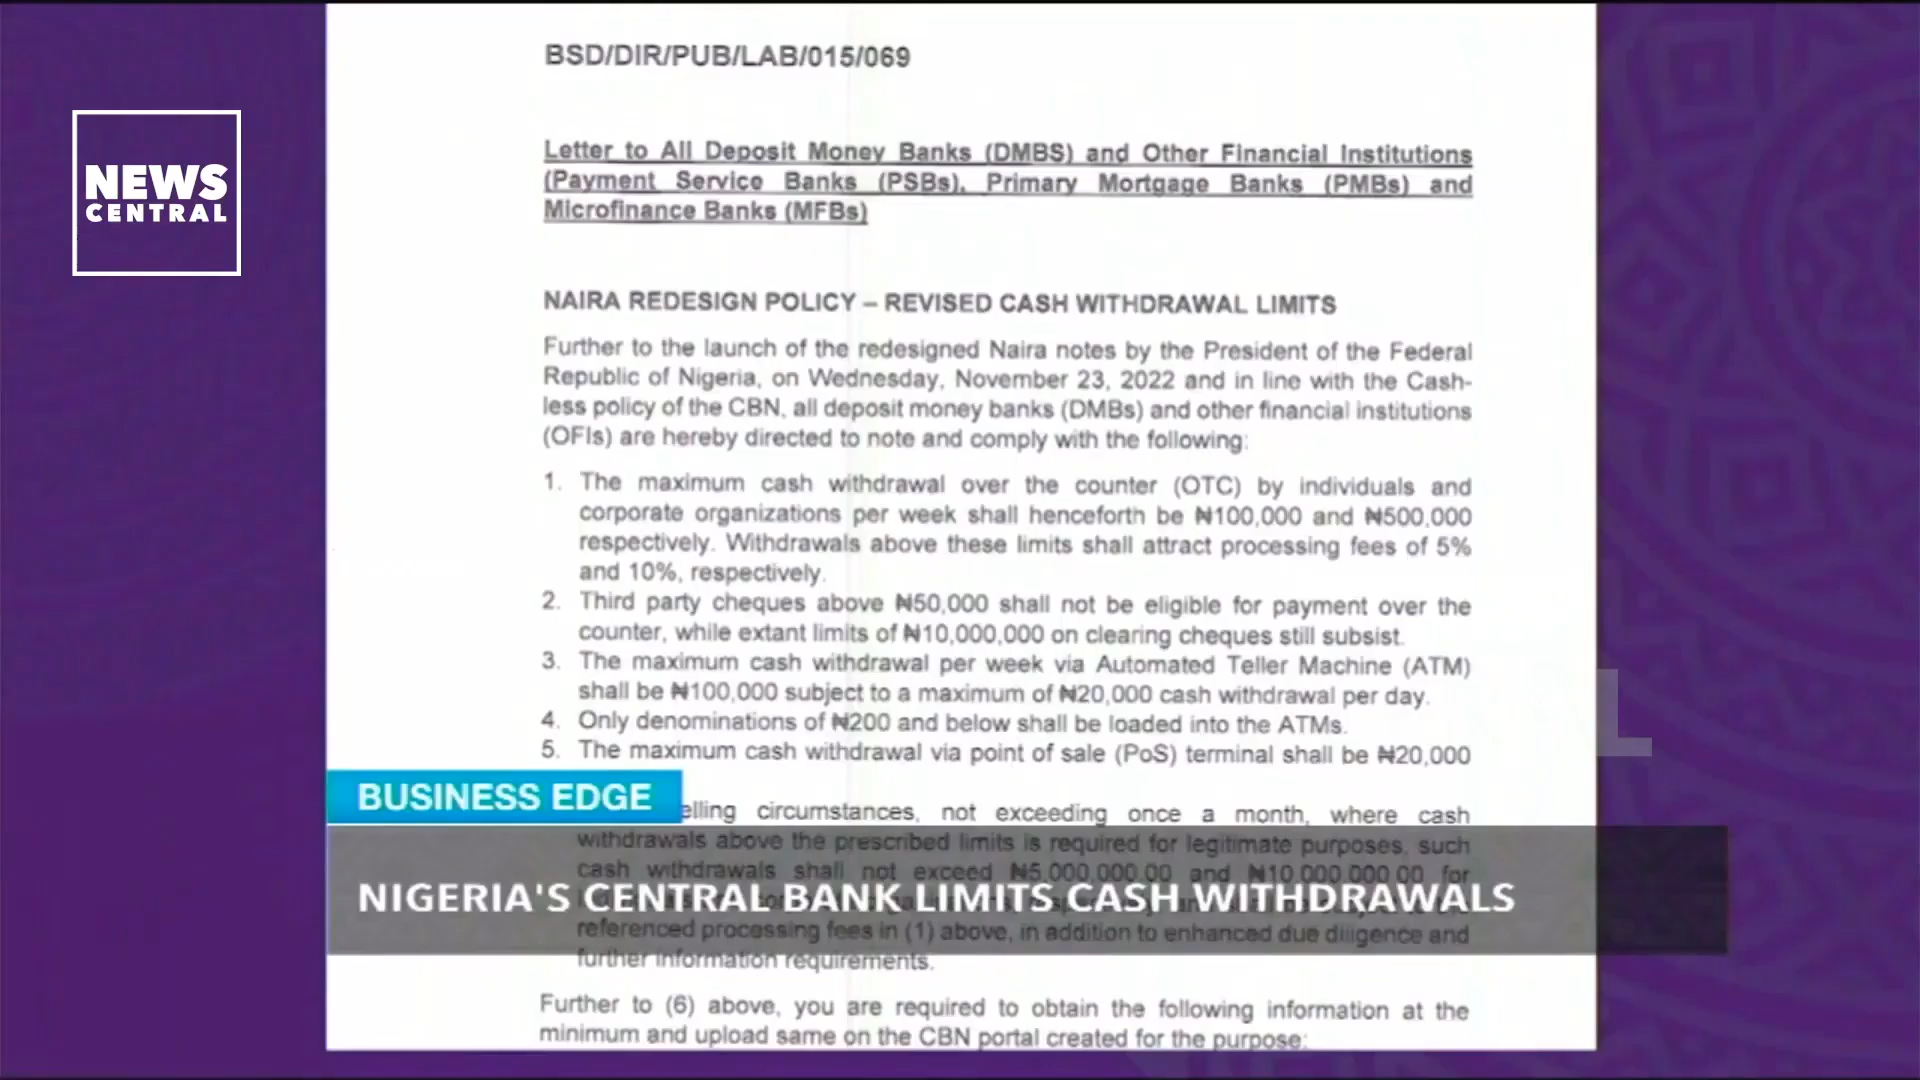 BSD/DIR/PUB/LAB/015/069
NEWS
CENTRAL
Letter to All Deposit Money Banks (DMBS) and Other Financial Institutions
(Payment Service Banks (PSBs), Primary Mortgage Banks (PMBs) and
Microfinance Banks (MFBs)
NAIRA REDESIGN POLICY – REVISED CASH WITHDRAWAL LIMITS
Further to the launch of the redesigned Naira notes by the President of the Federal
Republic of Nigeria, on Wednesday, November 23, 2022 and in line with the Cash-
less policy of the CBN, all deposit money banks (DMBs) and other financial institutions
(OFIs) are hereby directed to note and comply with the following:
1. The maximum cash withdrawal over the counter (OTC) by individuals and
corporate organizations per week shall henceforth be ₦100,000 and ₦500,000
respectively. Withdrawals above these limits shall attract processing fees of 5%
and 10%, respectively.
2. Third party cheques above ₦50,000 shall not be eligible for payment over the
counter, while extant limits of ₦10,000,000 on clearing cheques still subsist.
3. The maximum cash withdrawal per week via Automated Teller Machine (ATM)
shall be ₦100,000 subject to a maximum of ₦20,000 cash withdrawal per day.
4. Only denominations of ₦200 and below shall be loaded into the ATMs.
5. The maximum cash withdrawal via point of sale (PoS) terminal shall be ₦20,000
BUSINESS EDGE
elling circumstances, not exceeding once a month, where cash
withdrawals above the prescribed limits is required for legitimate purposes, such
cash withdrawals shall not exceed ₦5,000,000.00 and ₦10,000,000.00 for
NIGERIA'S CENTRAL BANK LIMITS CASH WITHDRAWALS
referenced processing fees in (1) above, in addition to enhanced due diligence and
further information requirements.
Further to (6) above, you are required to obtain the following information at the
minimum and upload same on the CBN portal created for the purpose: